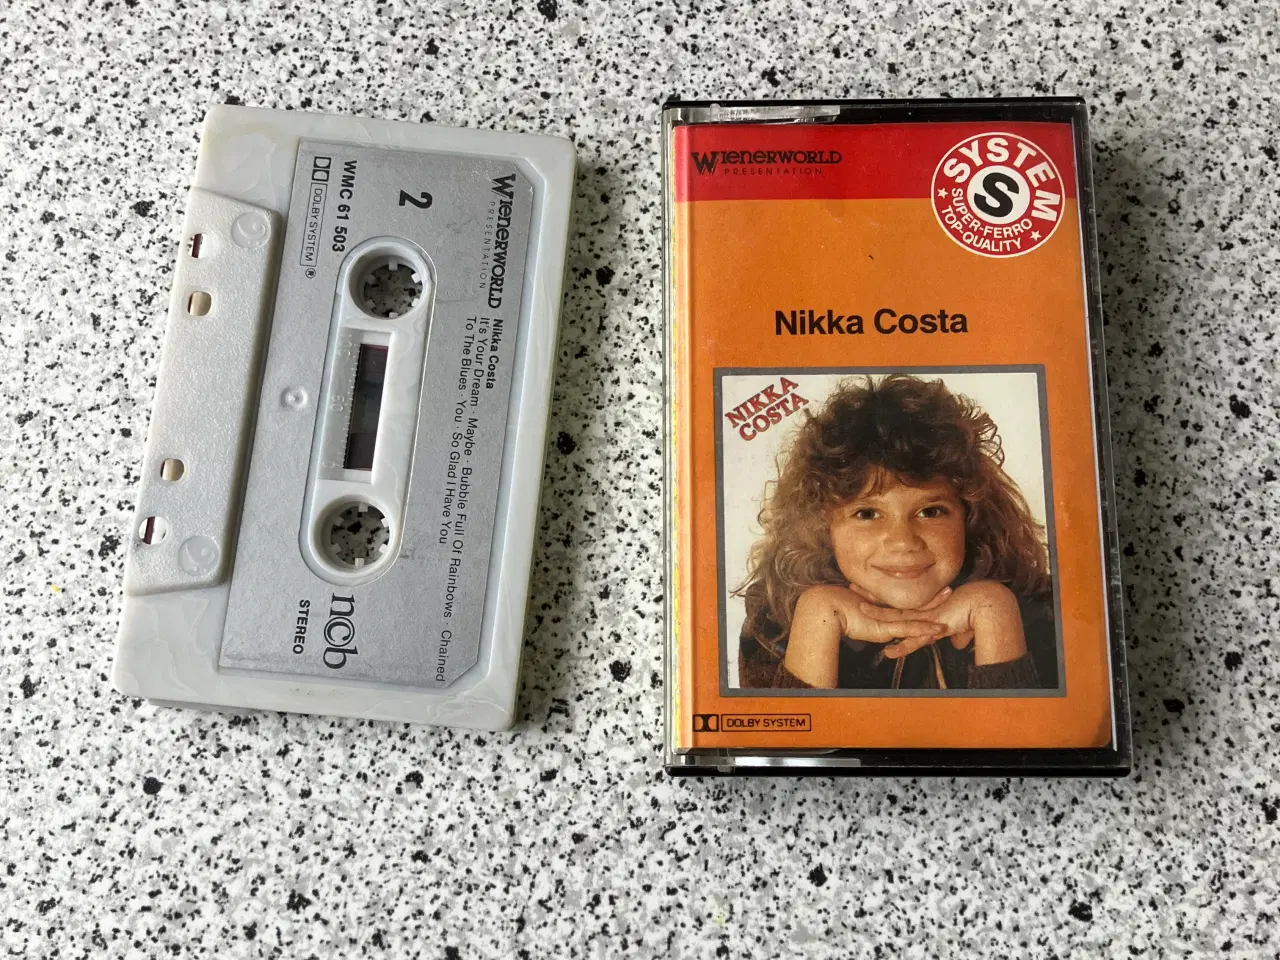 WIENERWORLD
PRESENTATION
Nikka Costa
It's Your Dream · Maybe · Bubble Full Of Rainbows · Chained
To The Blues · You · So Glad I Have You
2
WMC 61 503
DOLBY SYSTEM ®
50
0
ncb
STEREO
WIENERWORLD
PRESENTATION
SYSTEM
S
★ SUPER-FERRO ★
TOP-QUALITY
Nikka Costa
NIKKA
COSTA
DOLBY SYSTEM